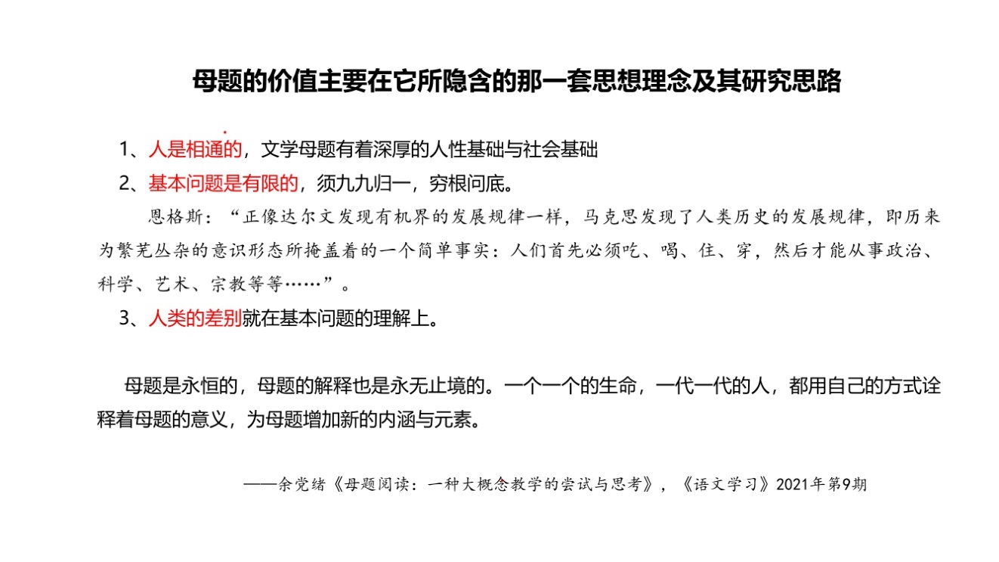 母题的价值主要在它所隐含的那一套思想理念及其研究思路
1、人是相通的，文学母题有着深厚的人性基础与社会基础
2、基本问题是有限的，须九九归一，穷根问底。
恩格斯：“正像达尔文发现有机界的发展规律一样，马克思发现了人类历史的发展规律，即历来
为繁芜丛杂的意识形态所掩盖着的一个简单事实：人们首先必须吃、喝、住、穿，然后才能从事政治、
科学、艺术、宗教等等……”。
3、人类的差别就在基本问题的理解上。
母题是永恒的，母题的解释也是永无止境的。一个一个的生命，一代一代的人，都用自己的方式诠
释着母题的意义，为母题增加新的内涵与元素。
——余党绪《母题阅读：一种大概念教学的尝试与思考》，《语文学习》2021年第9期